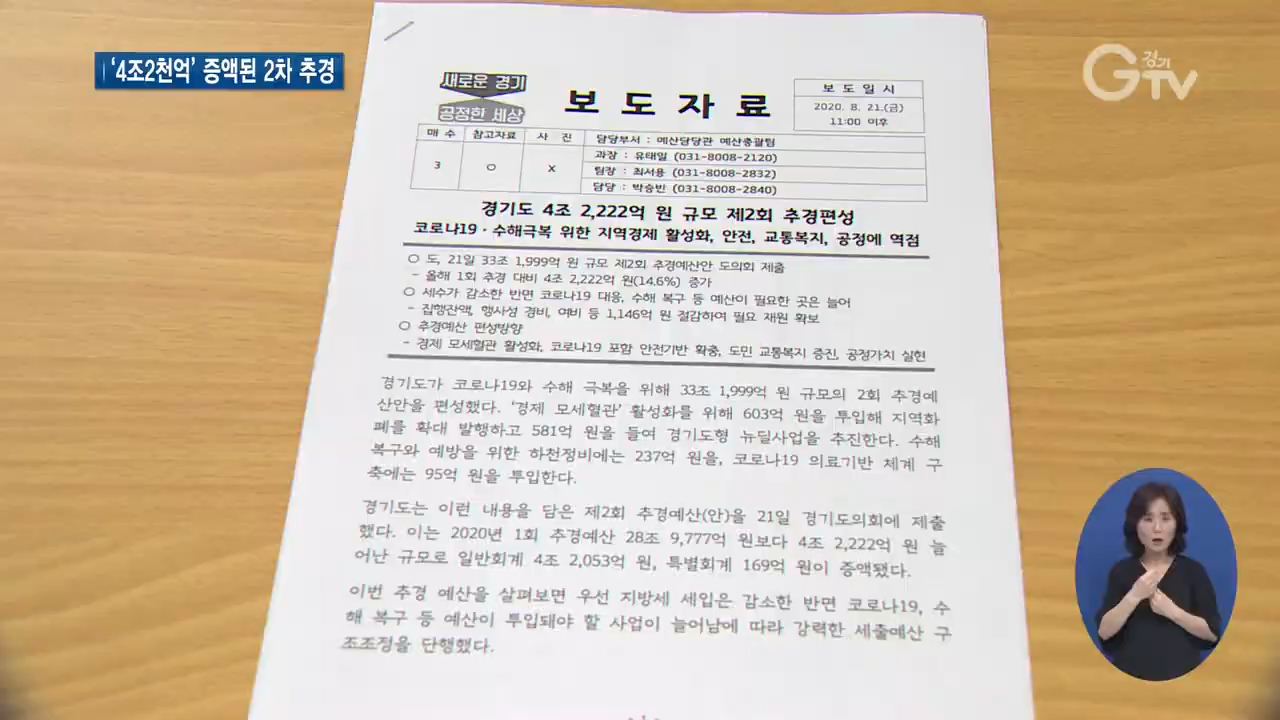 '4조2천억' 증액된 2차 추경
G경기TV
새로운 경기
공정한 세상
보도자료
보 도 일 시
2020. 8. 21.(금)
11:00 이후
매 수 참고자료 사 진 담당부서 : 예산담당관 예산총괄팀
3 ○ X 과장 : 유태일 (031-8008-2120)
팀장 : 최서용 (031-8008-2832)
담당 : 박승빈 (031-8008-2840)
경기도 4조 2,222억 원 규모 제2회 추경편성
코로나19·수해극복 위한 지역경제 활성화, 안전, 교통복지, 공정에 역점
○ 도, 21일 33조 1,999억 원 규모 제2회 추경예산안 도의회 제출
- 올해 1회 추경 대비 4조 2,222억 원(14.6%) 증가
○ 세수가 감소한 반면 코로나19 대응, 수해 복구 등 예산이 필요한 곳은 늘어
- 집행잔액, 행사성 경비, 여비 등 1,146억 원 절감하여 필요 재원 확보
○ 추경예산 편성방향
- 경제 모세혈관 활성화, 코로나19 포함 안전기반 확충, 도민 교통복지 증진, 공정가치 실현
경기도가 코로나19와 수해 극복을 위해 33조 1,999억 원 규모의 2회 추경예
산안을 편성했다. '경제 모세혈관' 활성화를 위해 603억 원을 투입해 지역화
폐를 확대 발행하고 581억 원을 들여 경기도형 뉴딜사업을 추진한다. 수해
복구와 예방을 위한 하천정비에는 237억 원을, 코로나19 의료기반 체계 구
축에는 95억 원을 투입한다.
경기도는 이런 내용을 담은 제2회 추경예산(안)을 21일 경기도의회에 제출
했다. 이는 2020년 1회 추경예산 28조 9,777억 원보다 4조 2,222억 원 늘
어난 규모로 일반회계 4조 2,053억 원, 특별회계 169억 원이 증액됐다.
이번 추경 예산을 살펴보면 우선 지방세 세입은 감소한 반면 코로나19, 수
해 복구 등 예산이 투입돼야 할 사업이 늘어남에 따라 강력한 세출예산 구
조조정을 단행했다.